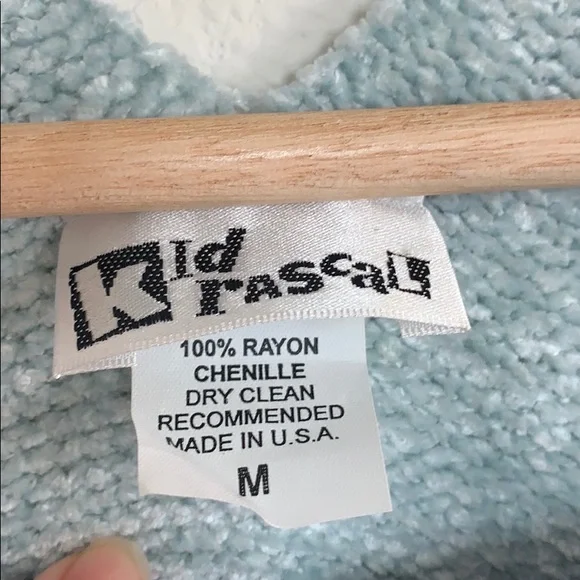 Kid
rascaL
100% RAYON
CHENILLE
DRY CLEAN
RECOMMENDED
MADE IN U.S.A.
M